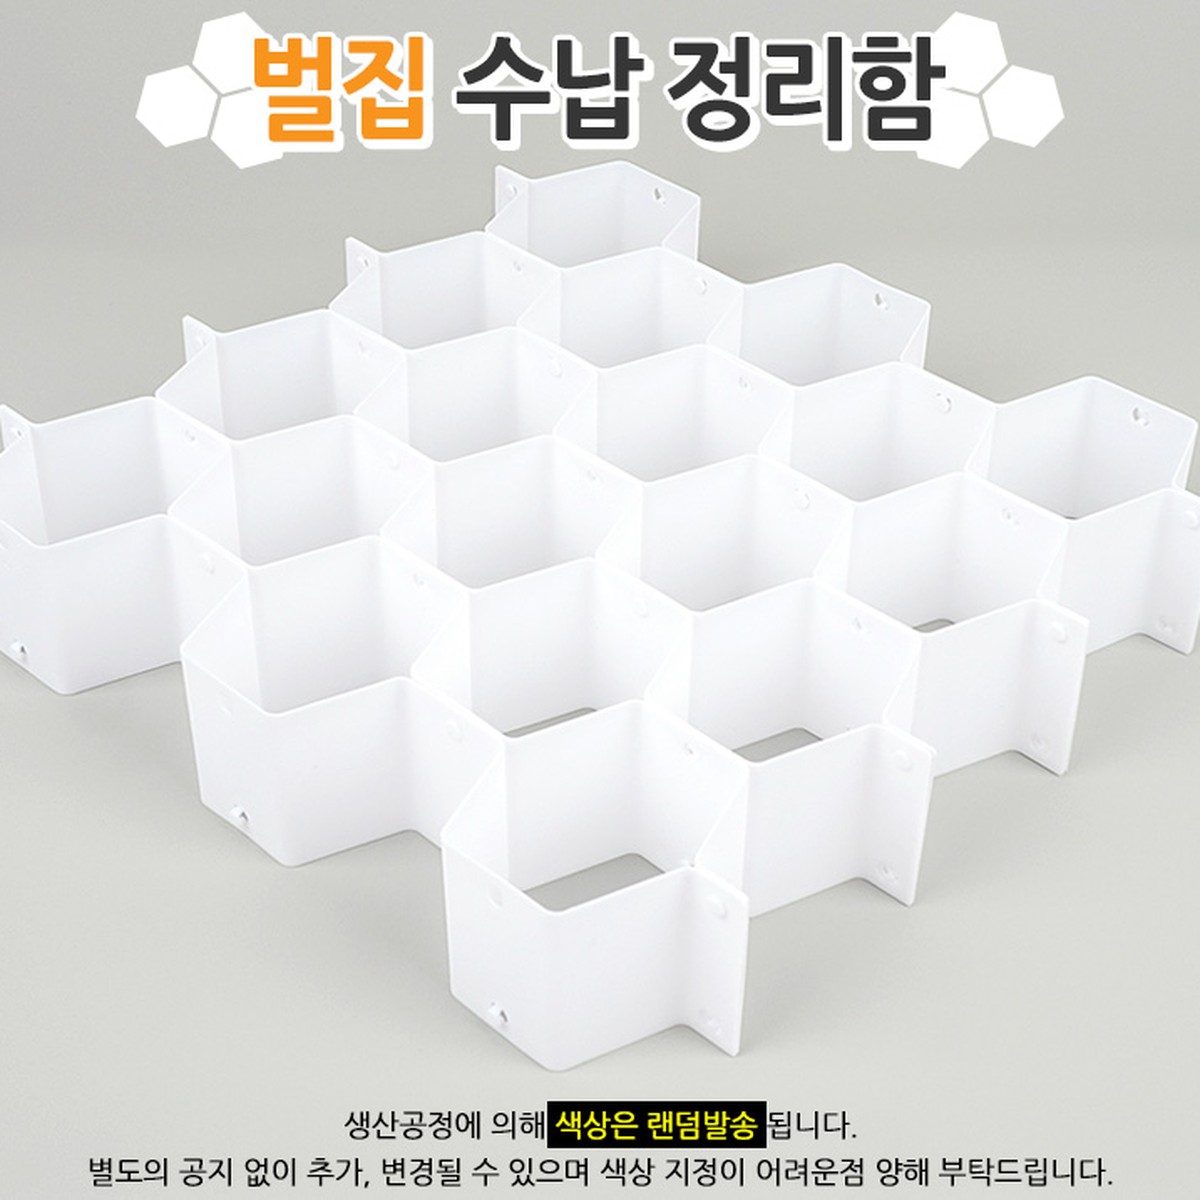 벌집 수납 정리함
생산공정에 의해 색상은 랜덤발송 됩니다.
별도의 공지 없이 추가, 변경될 수 있으며 색상 지정이 어려운점 양해 부탁드립니다.